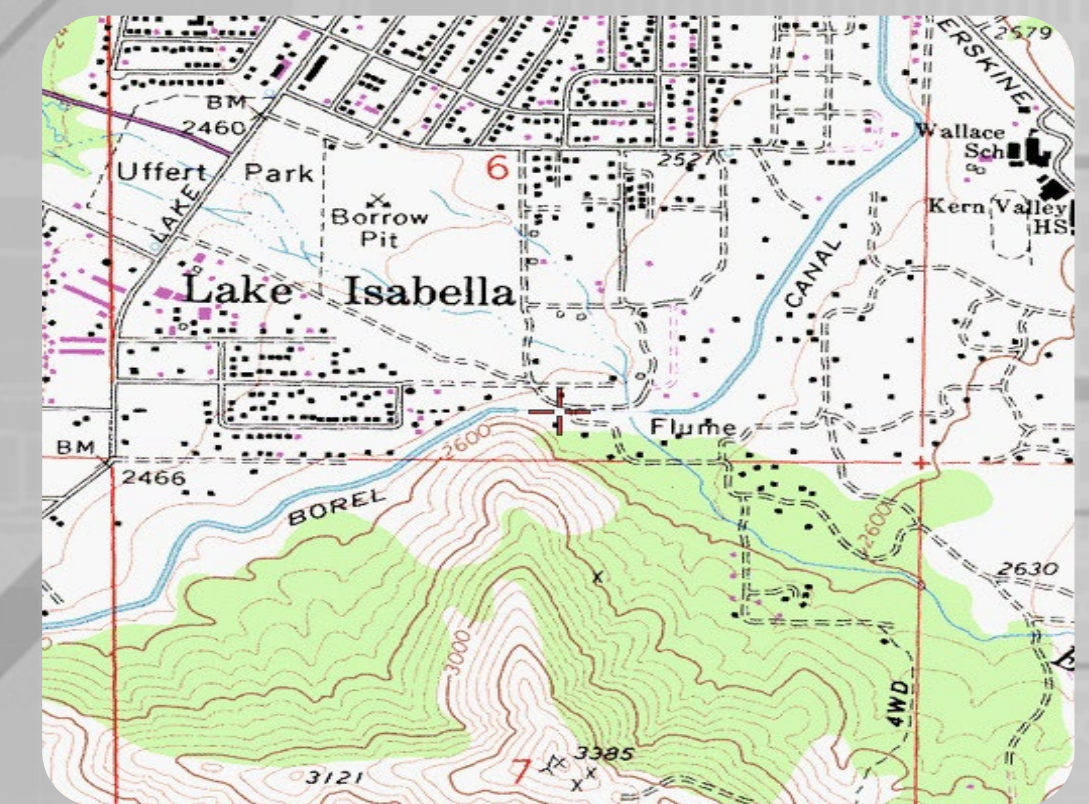 2579
ERSKINE
BM
2460
Wallace
Sch
6
2521
Uffert Park
LAKE
Borrow
Pit
Kern Valley
HS
CANAL
Lake Isabella
Flume
2600
BM
2466
BOREL
2600
2630
3000
4WD
3385
7
3121